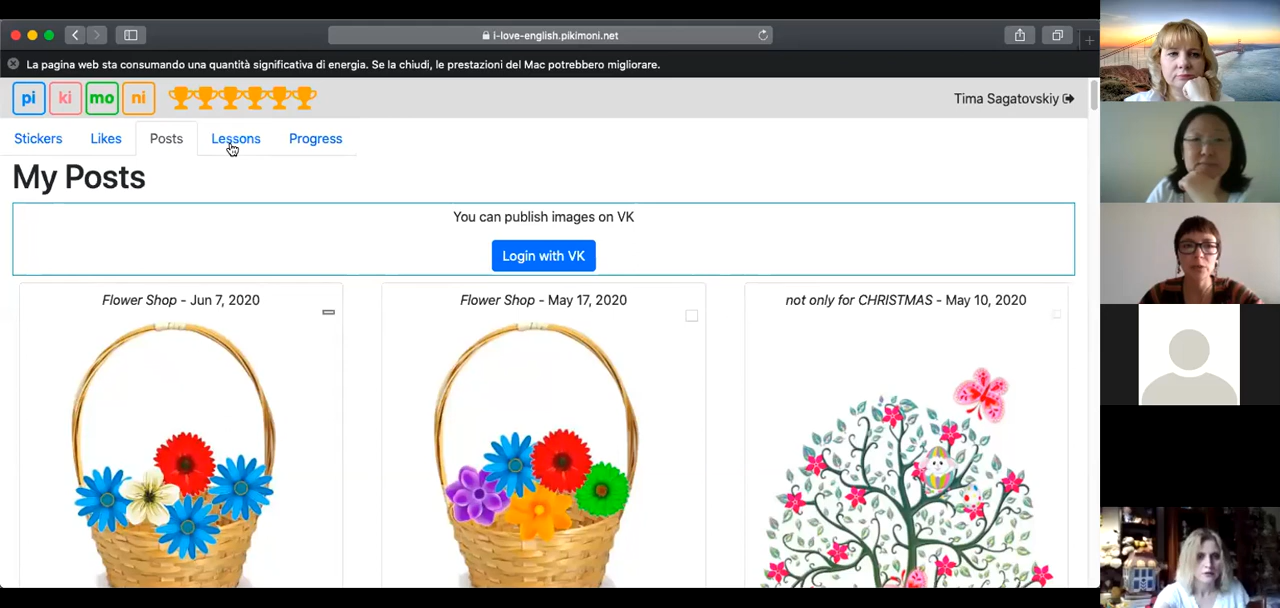 i-love-english.pikimoni.net
La pagina web sta consumando una quantità significativa di energia. Se la chiudi, le prestazioni del Mac potrebbero migliorare.
pi ki mo ni
Tima Sagatovskiy
Stickers Likes Posts Lessons Progress
My Posts
You can publish images on VK
Login with VK
Flower Shop - Jun 7, 2020
Flower Shop - May 17, 2020
not only for CHRISTMAS - May 10, 2020